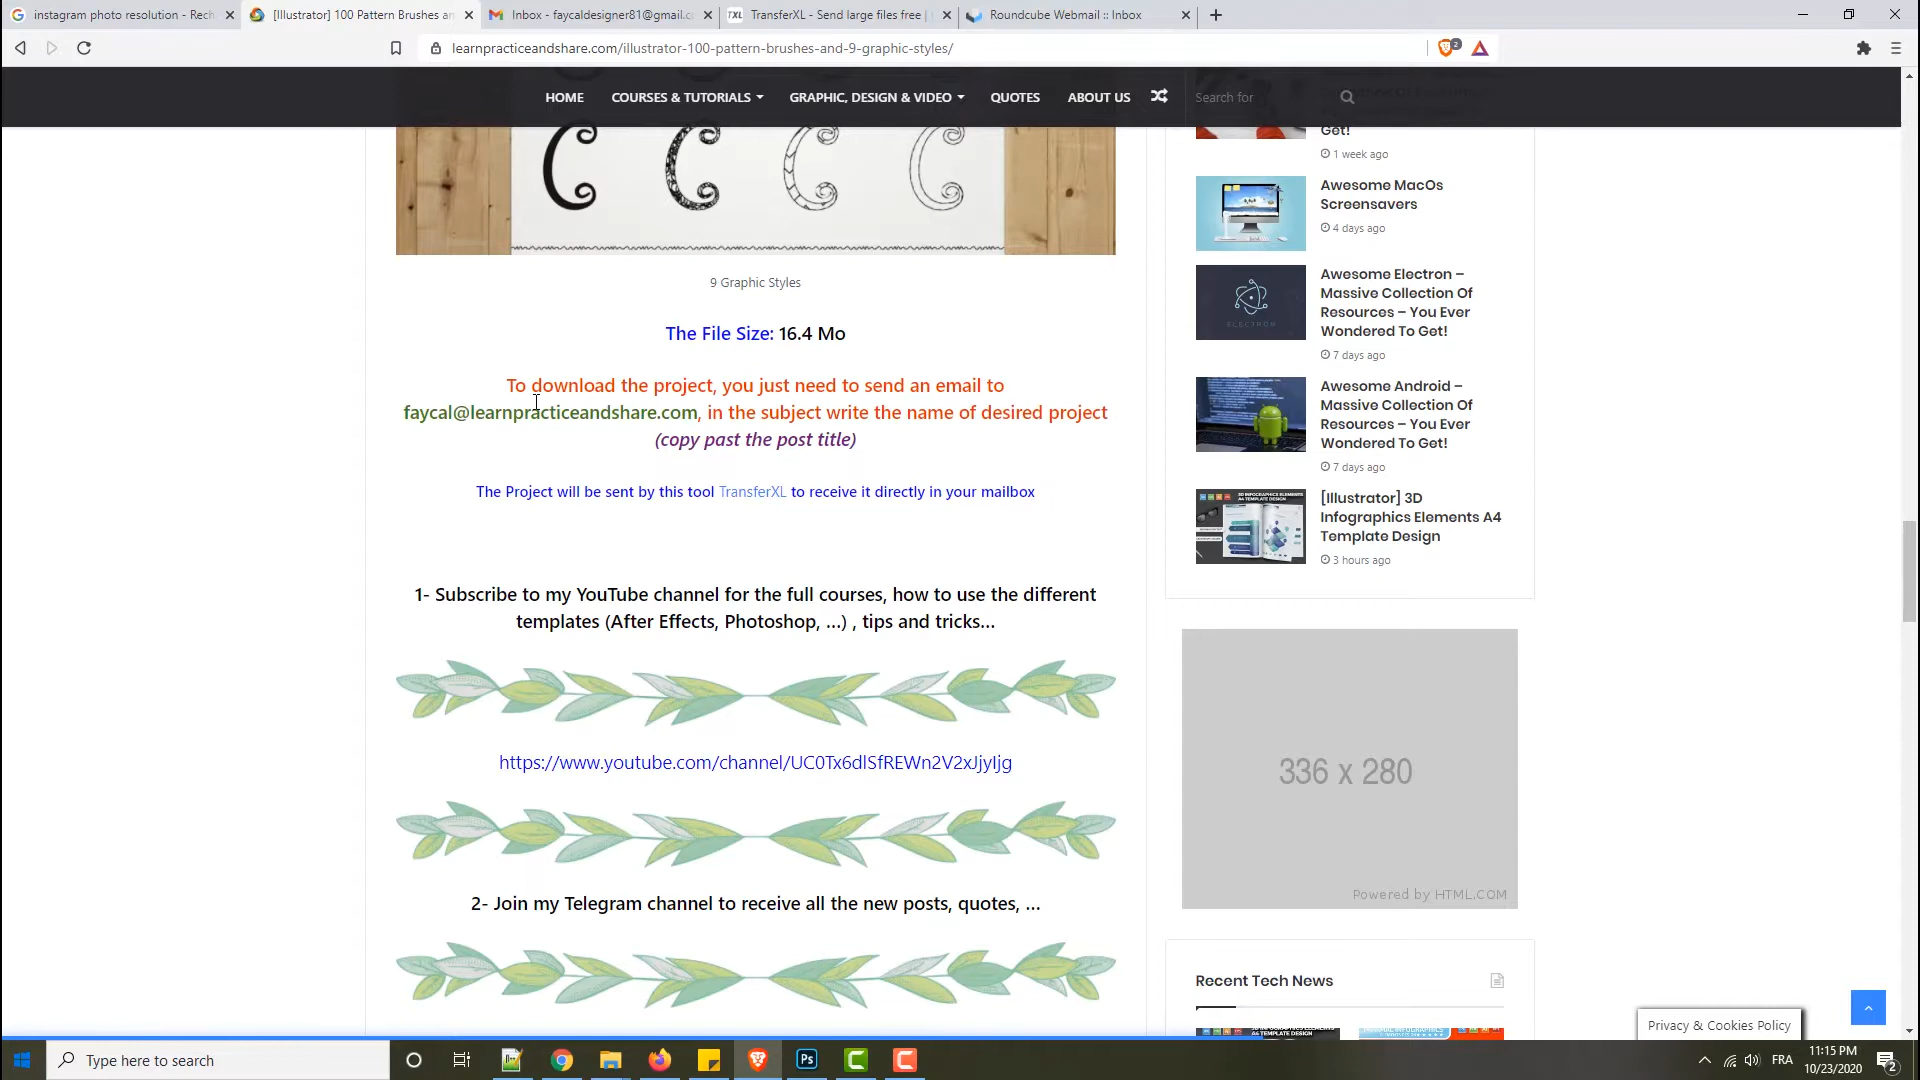 instagram photo resolution - Rech
[Illustrator] 100 Pattern Brushes an
Inbox - faycaldesigner81@gmail.c
TransferXL - Send large files free |
Roundcube Webmail :: Inbox
learnpracticeandshare.com/illustrator-100-pattern-brushes-and-9-graphic-styles/
2
HOME
COURSES & TUTORIALS
GRAPHIC, DESIGN & VIDEO
QUOTES
ABOUT US
Search for
9 Graphic Styles
The File Size: 16.4 Mo
To download the project, you just need to send an email to
faycal@learnpracticeandshare.com, in the subject write the name of desired project
(copy past the post title)
The Project will be sent by this tool TransferXL to receive it directly in your mailbox
1- Subscribe to my YouTube channel for the full courses, how to use the different
templates (After Effects, Photoshop, ...) , tips and tricks...
https://www.youtube.com/channel/UC0Tx6dlSfREWn2V2xJjyIjg
2- Join my Telegram channel to receive all the new posts, quotes, ...
Get!
1 week ago
Awesome MacOs
Screensavers
4 days ago
Awesome Electron –
Massive Collection Of
Resources – You Ever
Wondered To Get!
7 days ago
ELECTRON
Awesome Android –
Massive Collection Of
Resources – You Ever
Wondered To Get!
7 days ago
[Illustrator] 3D
Infographics Elements A4
Template Design
3 hours ago
336 x 280
Powered by HTML.COM
Recent Tech News
Privacy & Cookies Policy
Type here to search
Ps
FRA
11:15 PM
10/23/2020
2